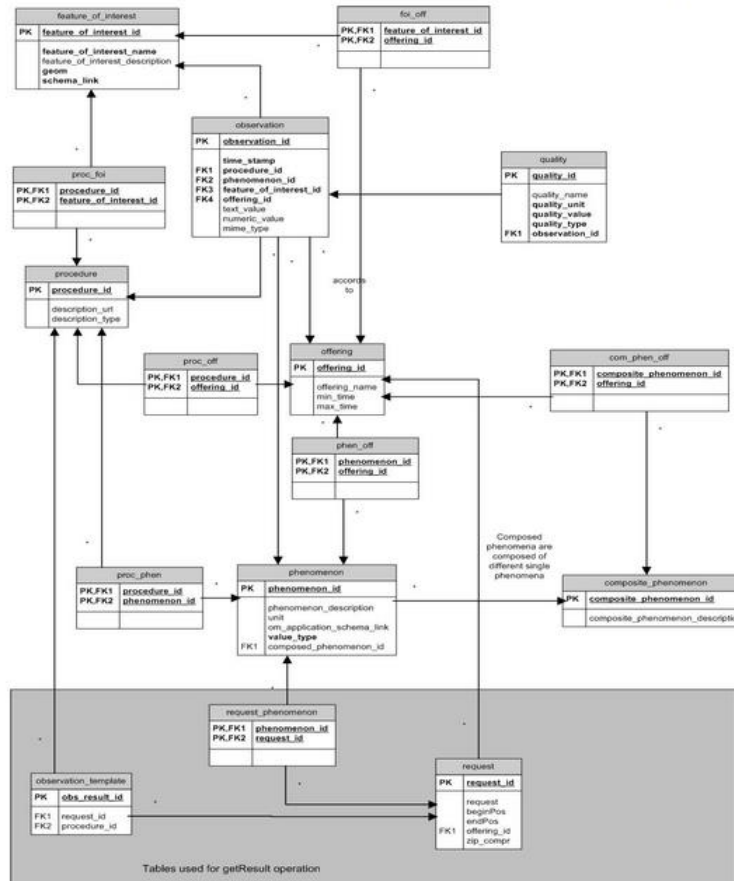 feature_of_interest
PK feature_of_interest_id
feature_of_interest_name
feature_of_interest_description
geom
schema_link
foi_off
PK,FK1 feature_of_interest_id
PK,FK2 offering_id
observation
PK observation_id
time_stamp
FK1 procedure_id
FK2 phenomenon_id
FK3 feature_of_interest_id
FK4 offering_id
text_value
numeric_value
mime_type
quality
PK quality_id
quality_name
quality_unit
quality_value
quality_type
FK1 observation_id
proc_foi
PK,FK1 procedure_id
PK,FK2 feature_of_interest_id
procedure
PK procedure_id
description_url
description_type
accords
to
proc_off
PK,FK1 procedure_id
PK,FK2 offering_id
offering
PK offering_id
offering_name
min_time
max_time
com_phen_off
PK,FK1 composite_phenomenon_id
PK,FK2 offering_id
phen_off
PK,FK1 phenomenon_id
PK,FK2 offering_id
Composed
phenomena are
composed of
different single
phenomena
proc_phen
PK,FK1 procedure_id
PK,FK2 phenomenon_id
phenomenon
PK phenomenon_id
phenomenon_description
unit
om_application_schema_link
value_type
FK1 composed_phenomenon_id
composite_phenomenon
PK composite_phenomenon_id
composite_phenomenon_descriptio
request_phenomenon
PK,FK1 phenomenon_id
PK,FK2 request_id
observation_template
PK obs_result_id
FK1 request_id
FK2 procedure_id
request
PK request_id
request
beginPos
endPos
FK1 offering_id
zip_compr
Tables used for getResult operation